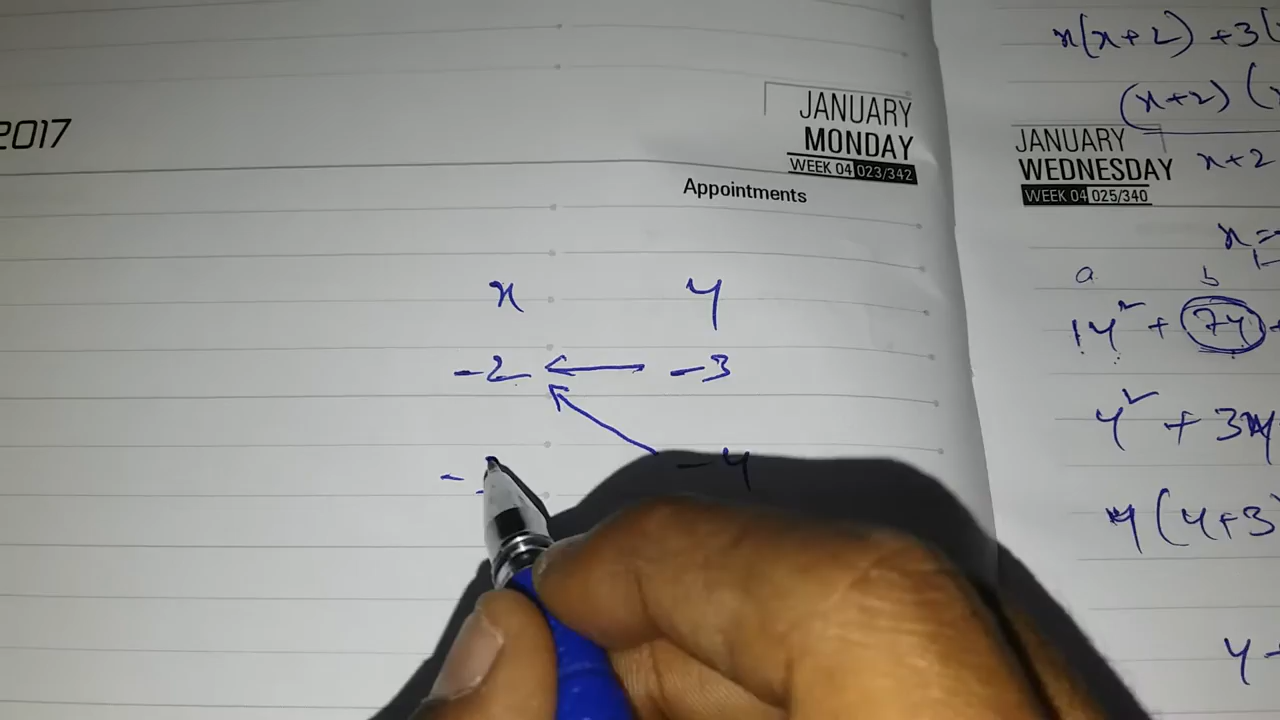 2017
JANUARY
MONDAY
WEEK 04 023/342
Appointments
x y
-2 ← -3
-4
-
x(x+2) +3(
(x+2) (
JANUARY
WEDNESDAY
WEEK 04 025/340
x+2
x=
a b
1y² + 7y +
y² + 3y
y(y+3)
y